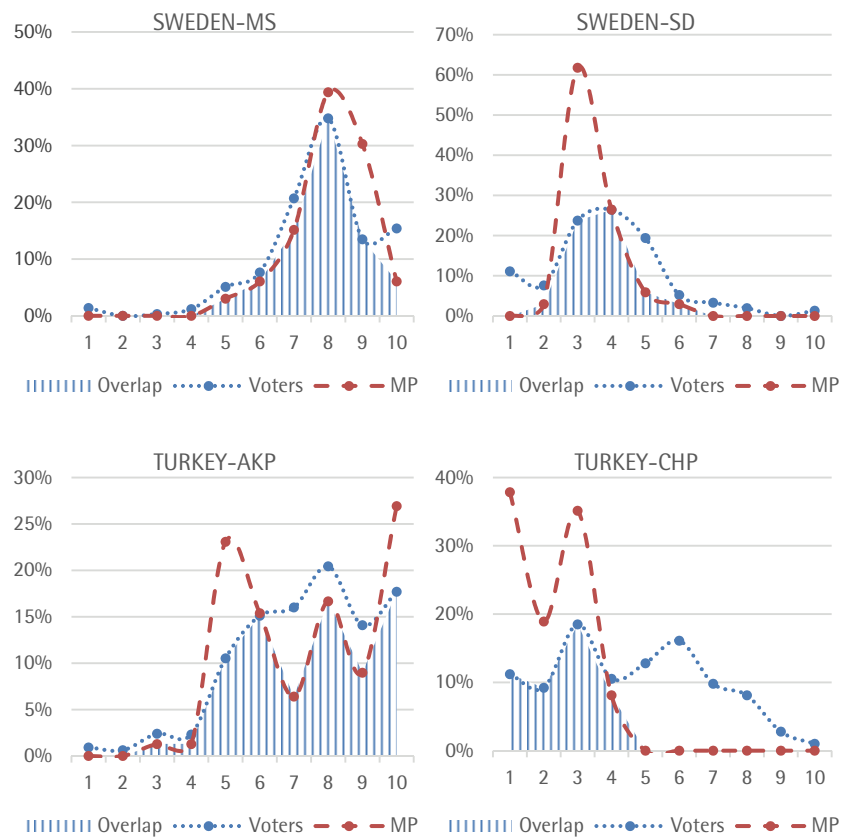 SWEDEN-MS
50%
40%
30%
20%
10%
0%
1 2 3 4 5 6 7 8 9 10
Overlap Voters MP
SWEDEN-SD
70%
60%
50%
40%
30%
20%
10%
0%
1 2 3 4 5 6 7 8 9 10
Overlap Voters MP
TURKEY-AKP
30%
25%
20%
15%
10%
5%
0%
1 2 3 4 5 6 7 8 9 10
Overlap Voters MP
TURKEY-CHP
40%
30%
20%
10%
0%
1 2 3 4 5 6 7 8 9 10
Overlap Voters MP